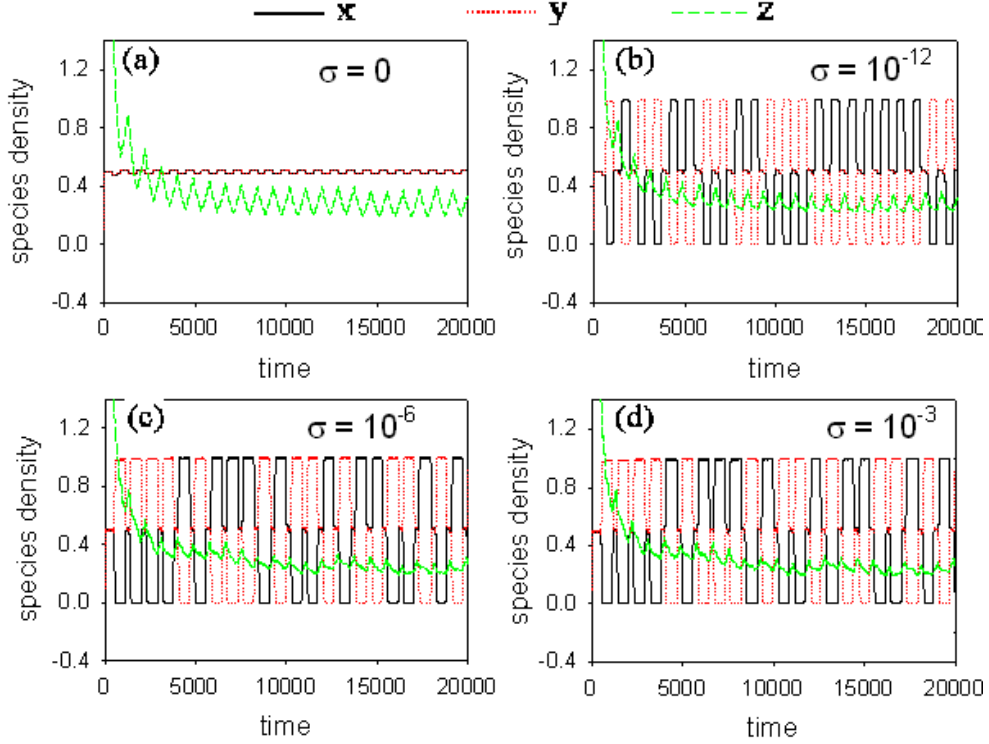 x y z
(a) σ = 0
(b) σ = 10^-12
species density
1.2
0.8
0.4
0.0
-0.4
0 5000 10000 15000 20000
time
species density
1.2
0.8
0.4
0.0
-0.4
0 5000 10000 15000 20000
time
(c) σ = 10^-6
(d) σ = 10^-3
species density
1.2
0.8
0.4
0.0
-0.4
0 5000 10000 15000 20000
time
species density
1.2
0.8
0.4
0.0
-0.4
0 5000 10000 15000 20000
time